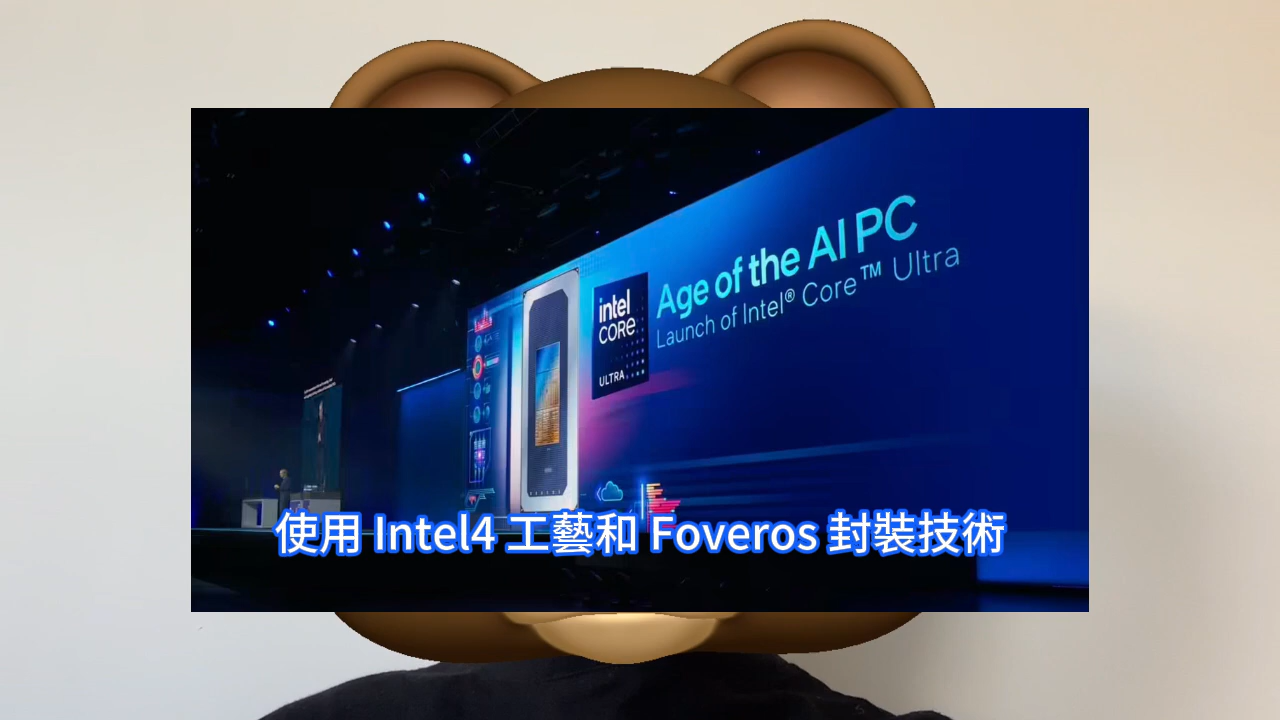 Age of the AI PC
Launch of Intel® Core™ Ultra
intel
CORE
ULTRA
使用 Intel4 工藝和 Foveros 封裝技術